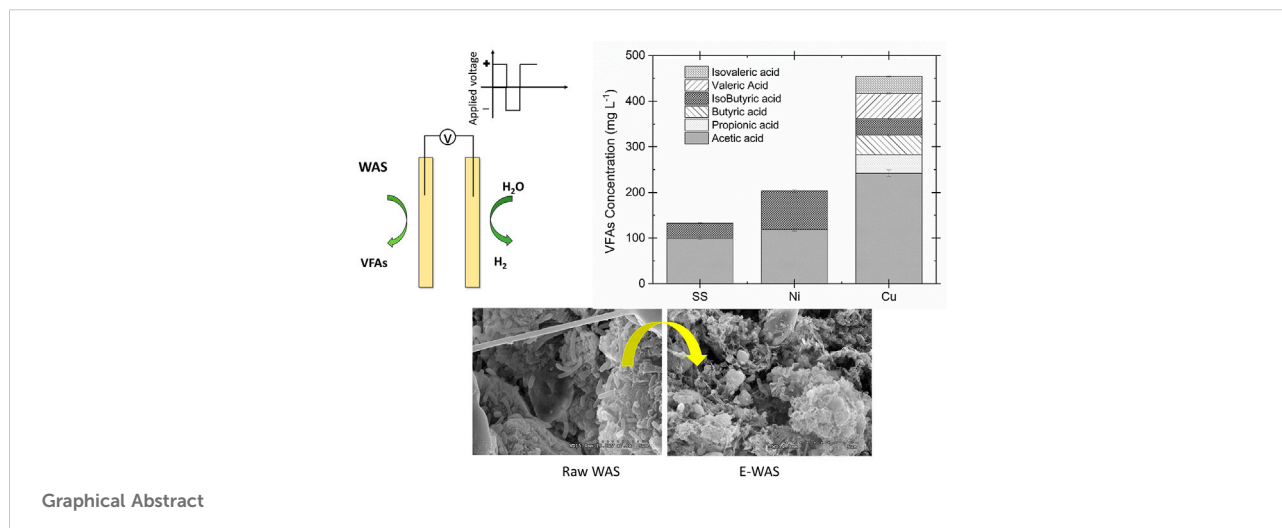 +
Applied voltage
−
V
WAS
VFAs
H₂O
H₂
VFAs Concentration (mg L⁻¹)
500
400
300
200
100
0
Isovaleric acid
Valeric Acid
IsoButyric acid
Butyric acid
Propionic acid
Acetic acid
SS Ni Cu
Raw WAS E-WAS
Graphical Abstract